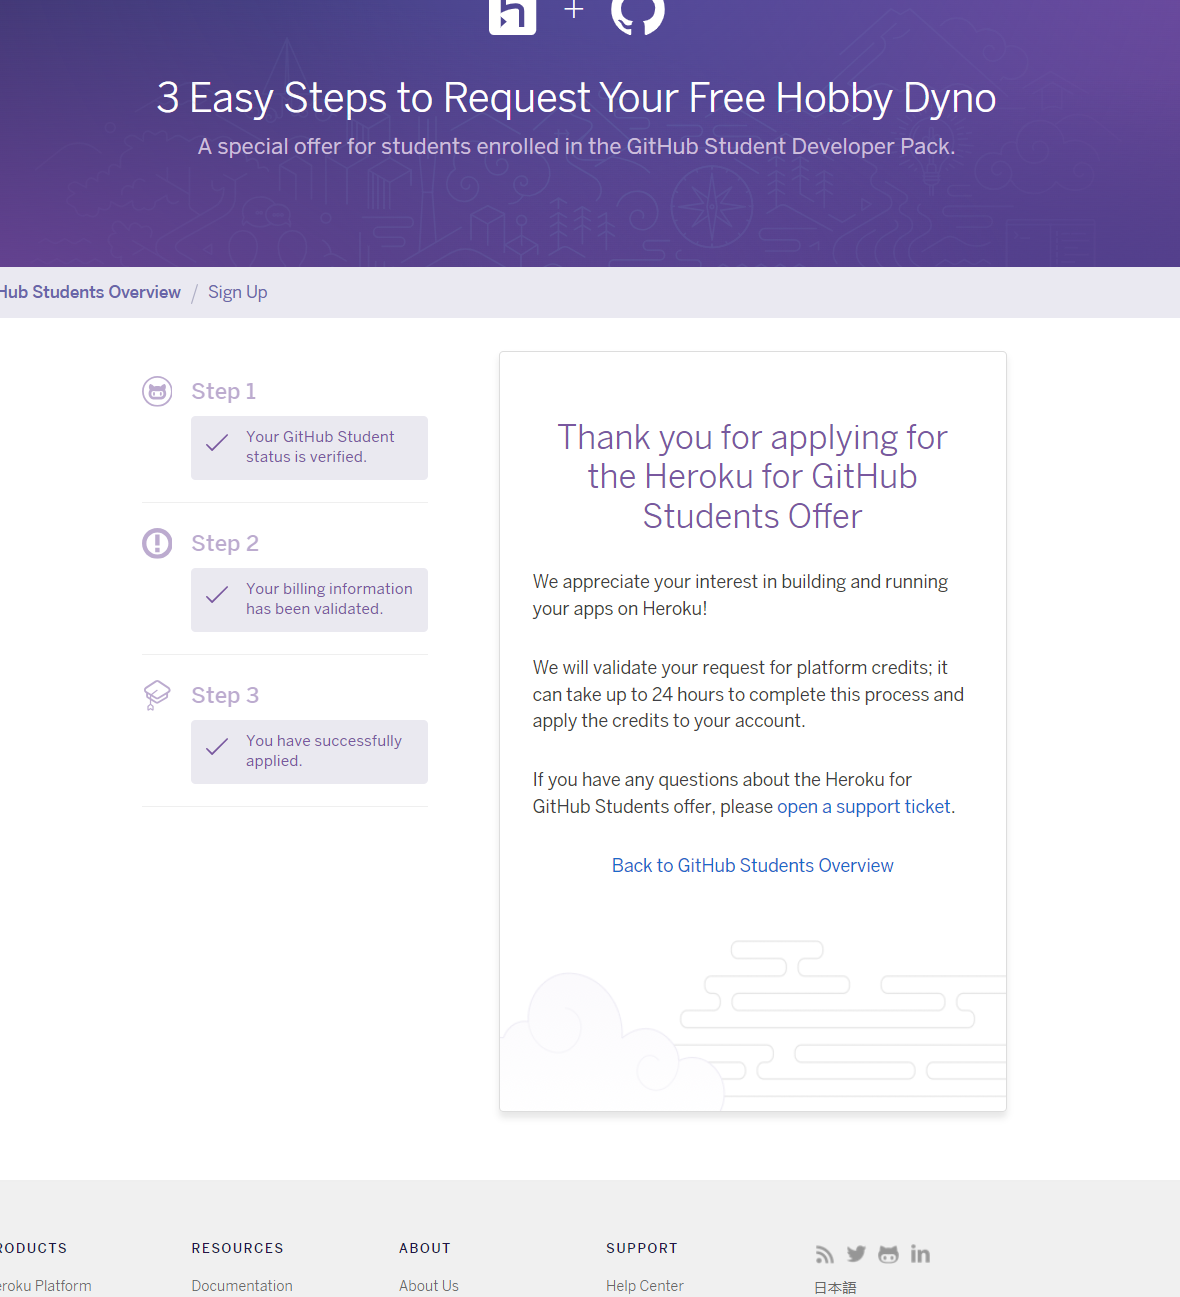 3 Easy Steps to Request Your Free Hobby Dyno
A special offer for students enrolled in the GitHub Student Developer Pack.
Hub Students Overview / Sign Up
Step 1
Your GitHub Student
status is verified.
Step 2
Your billing information
has been validated.
Step 3
You have successfully
applied.
Thank you for applying for
the Heroku for GitHub
Students Offer
We appreciate your interest in building and running
your apps on Heroku!
We will validate your request for platform credits; it
can take up to 24 hours to complete this process and
apply the credits to your account.
If you have any questions about the Heroku for
GitHub Students offer, please open a support ticket.
Back to GitHub Students Overview
RODUCTS
eroku Platform
RESOURCES
Documentation
ABOUT
About Us
SUPPORT
Help Center
日本語